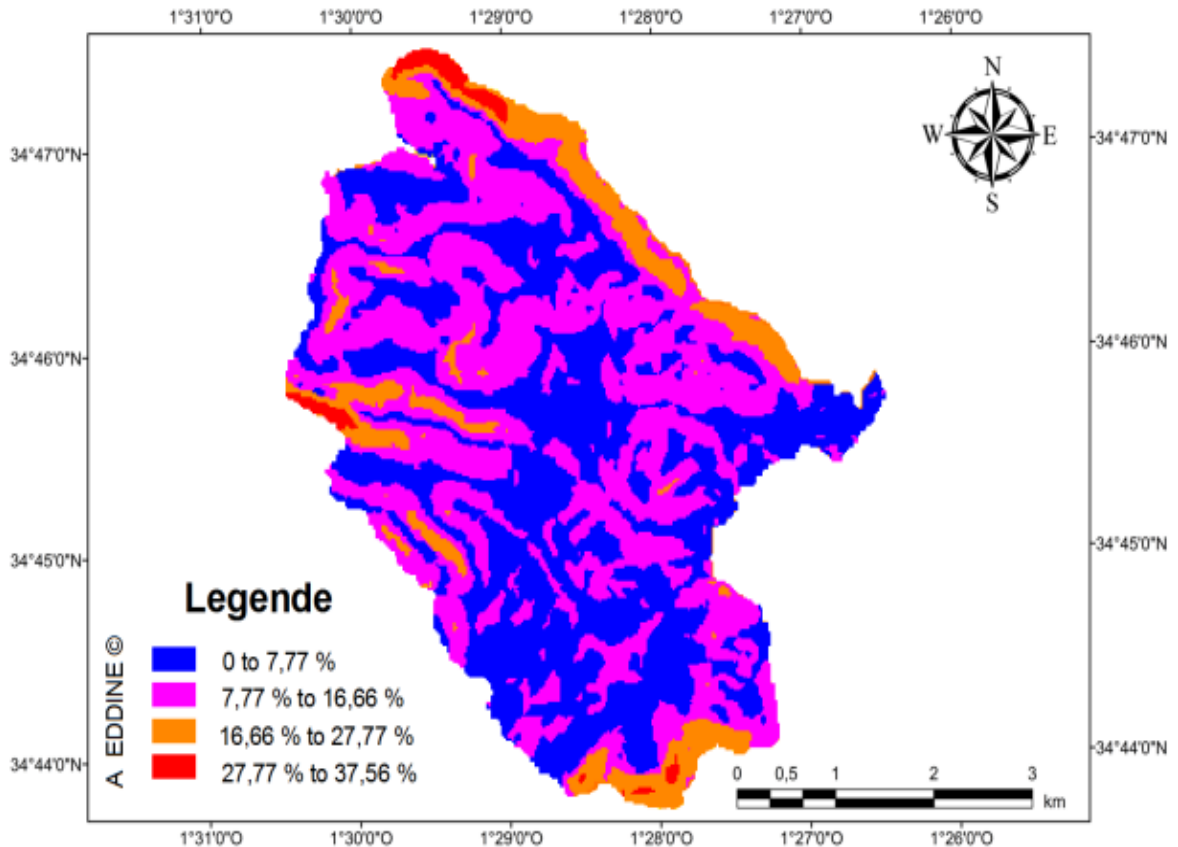 1°31'0"O 1°30'0"O 1°29'0"O 1°28'0"O 1°27'0"O 1°26'0"O
N
W E
S
34°47'0"N 34°47'0"N
34°46'0"N 34°46'0"N
34°45'0"N 34°45'0"N
Legende
0 to 7,77 %
7,77 % to 16,66 %
16,66 % to 27,77 %
27,77 % to 37,56 %
A EDDINE ©
34°44'0"N 34°44'0"N
0 0,5 1 2 3
km
1°31'0"O 1°30'0"O 1°29'0"O 1°28'0"O 1°27'0"O 1°26'0"O